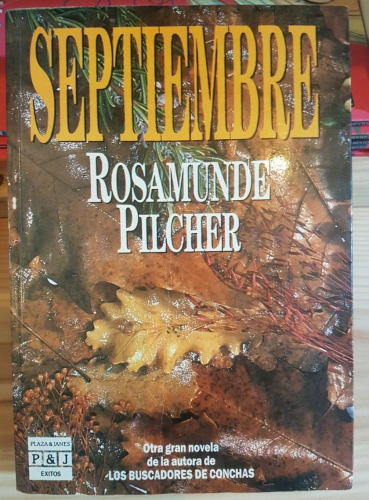 SEPTIEMBRE
ROSAMUNDE
PILCHER
Otra gran novela
de la autora de
LOS BUSCADORES DE CONCHAS
PLAZA & JANES
P&J
EXITOS